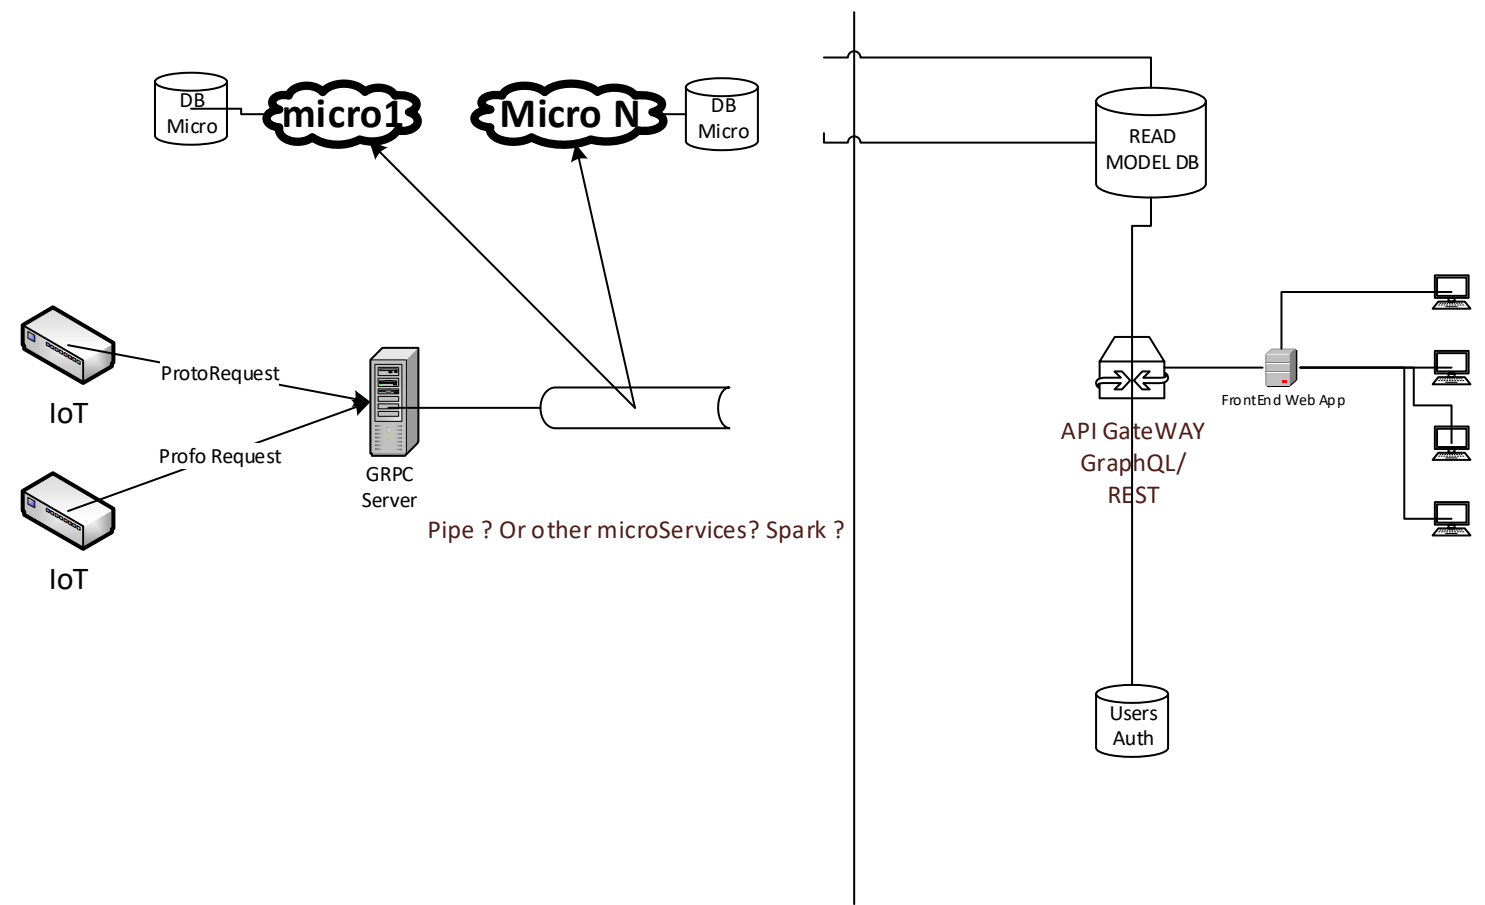 DB
Micro
micro1
Micro N
DB
Micro
READ
MODEL DB
ProtoRequest
IoT
Profo Request
IoT
GRPC
Server
Pipe ? Or other microServices? Spark ?
API GateWAY
GraphQL/
REST
FrontEnd Web App
Users
Auth